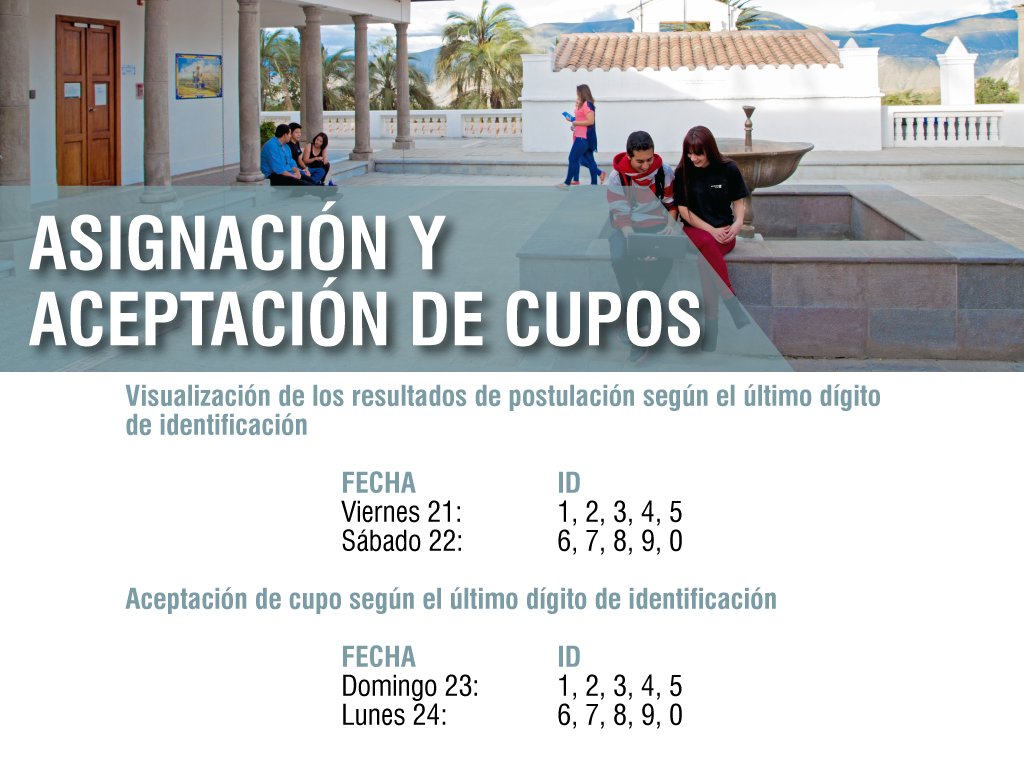 ASIGNACIÓN Y
ACEPTACIÓN DE CUPOS
Visualización de los resultados de postulación según el último dígito
de identificación
FECHA ID
Viernes 21: 1, 2, 3, 4, 5
Sábado 22: 6, 7, 8, 9, 0
Aceptación de cupo según el último dígito de identificación
FECHA ID
Domingo 23: 1, 2, 3, 4, 5
Lunes 24: 6, 7, 8, 9, 0